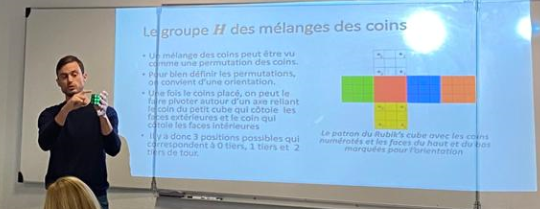 Le groupe H des mélanges des coins
• Un mélange des coins peut être vu
comme une permutation des coins.
• Pour bien définir les permutations,
on convient d'une orientation.
• Une fois le coins placé, on peut le
faire pivoter autour d'un axe reliant
le coin du petit cube qui côtoie les
faces extérieures et le coin qui
côtoie les faces intérieures
• Il y a donc 3 positions possibles qui
correspondent à 0 tiers, 1 tiers et 2
tiers de tour.
Le patron du Rubik's cube avec les coins
numérotés et les faces du haut et du bas
marquées pour l'orientation